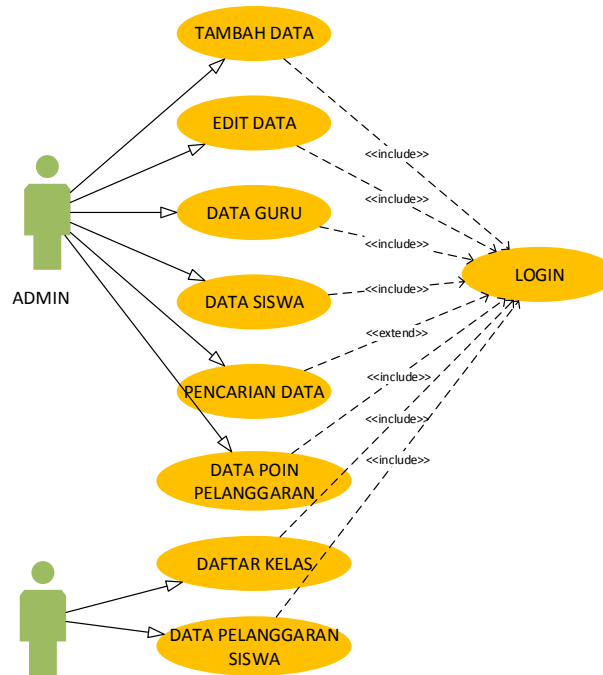 TAMBAH DATA
EDIT DATA
<<include>>
<<include>>
DATA GURU
<<include>>
LOGIN
ADMIN
DATA SISWA
<<include>>
<<extend>>
PENCARIAN DATA
<<include>>
<<include>>
<<include>>
DATA POIN
PELANGGARAN
DAFTAR KELAS
DATA PELANGGARAN
SISWA